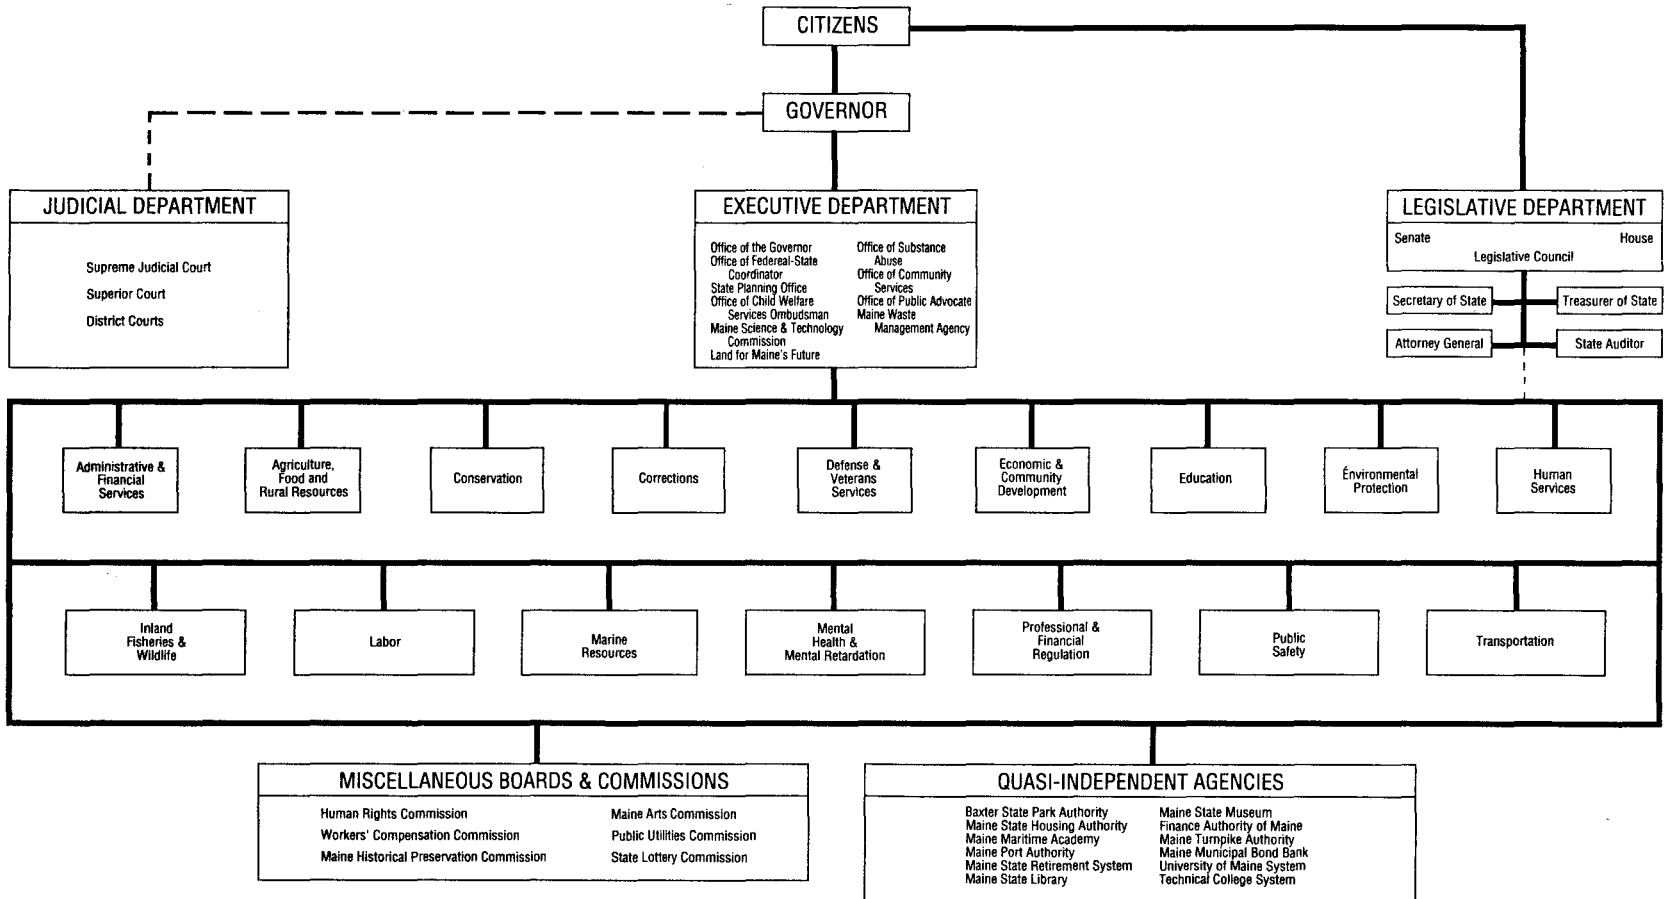 CITIZENS
GOVERNOR
JUDICIAL DEPARTMENT
Supreme Judicial Court
Superior Court
District Courts
EXECUTIVE DEPARTMENT
Office of the Governor
Office of Federeal-State
Coordinator
State Planning Office
Office of Child Welfare
Services Ombudsman
Maine Science & Technology
Commission
Land for Maine's Future
Office of Substance
Abuse
Office of Community
Services
Office of Public Advocate
Maine Waste
Management Agency
LEGISLATIVE DEPARTMENT
Senate House
Legislative Council
Secretary of State
Treasurer of State
Attorney General
State Auditor
Administrative &
Financial
Services
Agriculture,
Food and
Rural Resources
Conservation
Corrections
Defense &
Veterans
Services
Economic &
Community
Development
Education
Environmental
Protection
Human
Services
Inland
Fisheries &
Wildlife
Labor
Marine
Resources
Mental
Health &
Mental Retardation
Professional &
Financial
Regulation
Public
Safety
Transportation
MISCELLANEOUS BOARDS & COMMISSIONS
Human Rights Commission
Workers' Compensation Commission
Maine Historical Preservation Commission
Maine Arts Commission
Public Utilities Commission
State Lottery Commission
QUASI-INDEPENDENT AGENCIES
Baxter State Park Authority
Maine State Housing Authority
Maine Maritime Academy
Maine Port Authority
Maine State Retirement System
Maine State Library
Maine State Museum
Finance Authority of Maine
Maine Turnpike Authority
Maine Municipal Bond Bank
University of Maine System
Technical College System